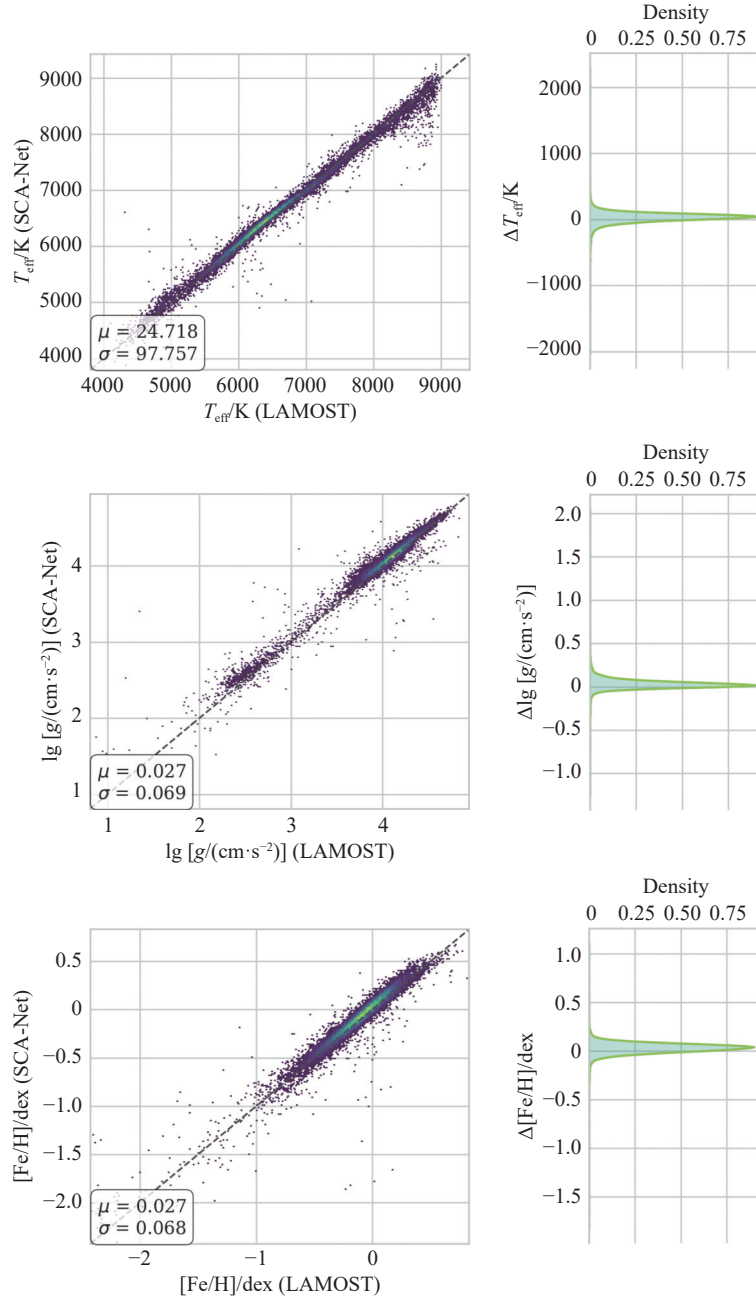 Density
0 0.25 0.50 0.75
9000
8000
7000
6000
5000
4000
T_eff/K (SCA-Net)
μ = 24.718
σ = 97.757
4000 5000 6000 7000 8000 9000
T_eff/K (LAMOST)
2000
1000
0
−1000
−2000
ΔT_eff/K
Density
0 0.25 0.50 0.75
4
3
2
1
lg [g/(cm·s⁻²)] (SCA-Net)
μ = 0.027
σ = 0.069
1 2 3 4
lg [g/(cm·s⁻²)] (LAMOST)
2.0
1.5
1.0
0.5
0
−0.5
−1.0
Δlg [g/(cm·s⁻²)]
Density
0 0.25 0.50 0.75
0.5
0
−0.5
−1.0
−1.5
−2.0
[Fe/H]/dex (SCA-Net)
μ = 0.027
σ = 0.068
−2 −1 0
[Fe/H]/dex (LAMOST)
1.0
0.5
0
−0.5
−1.0
−1.5
Δ[Fe/H]/dex